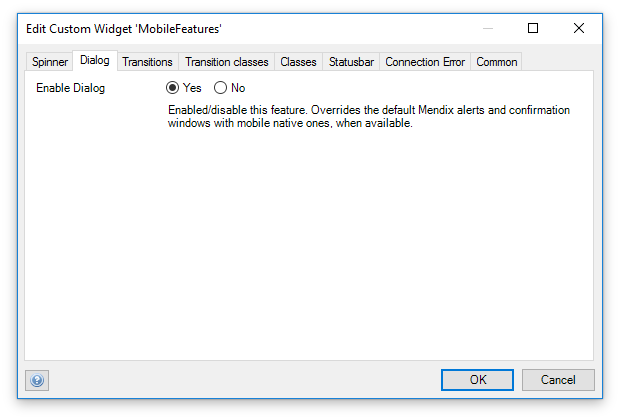 Edit Custom Widget 'MobileFeatures'
Spinner Dialog Transitions Transition classes Classes Statusbar Connection Error Common
Enable Dialog Yes No
Enabled/disable this feature. Overrides the default Mendix alerts and confirmation
windows with mobile native ones, when available.
? OK Cancel